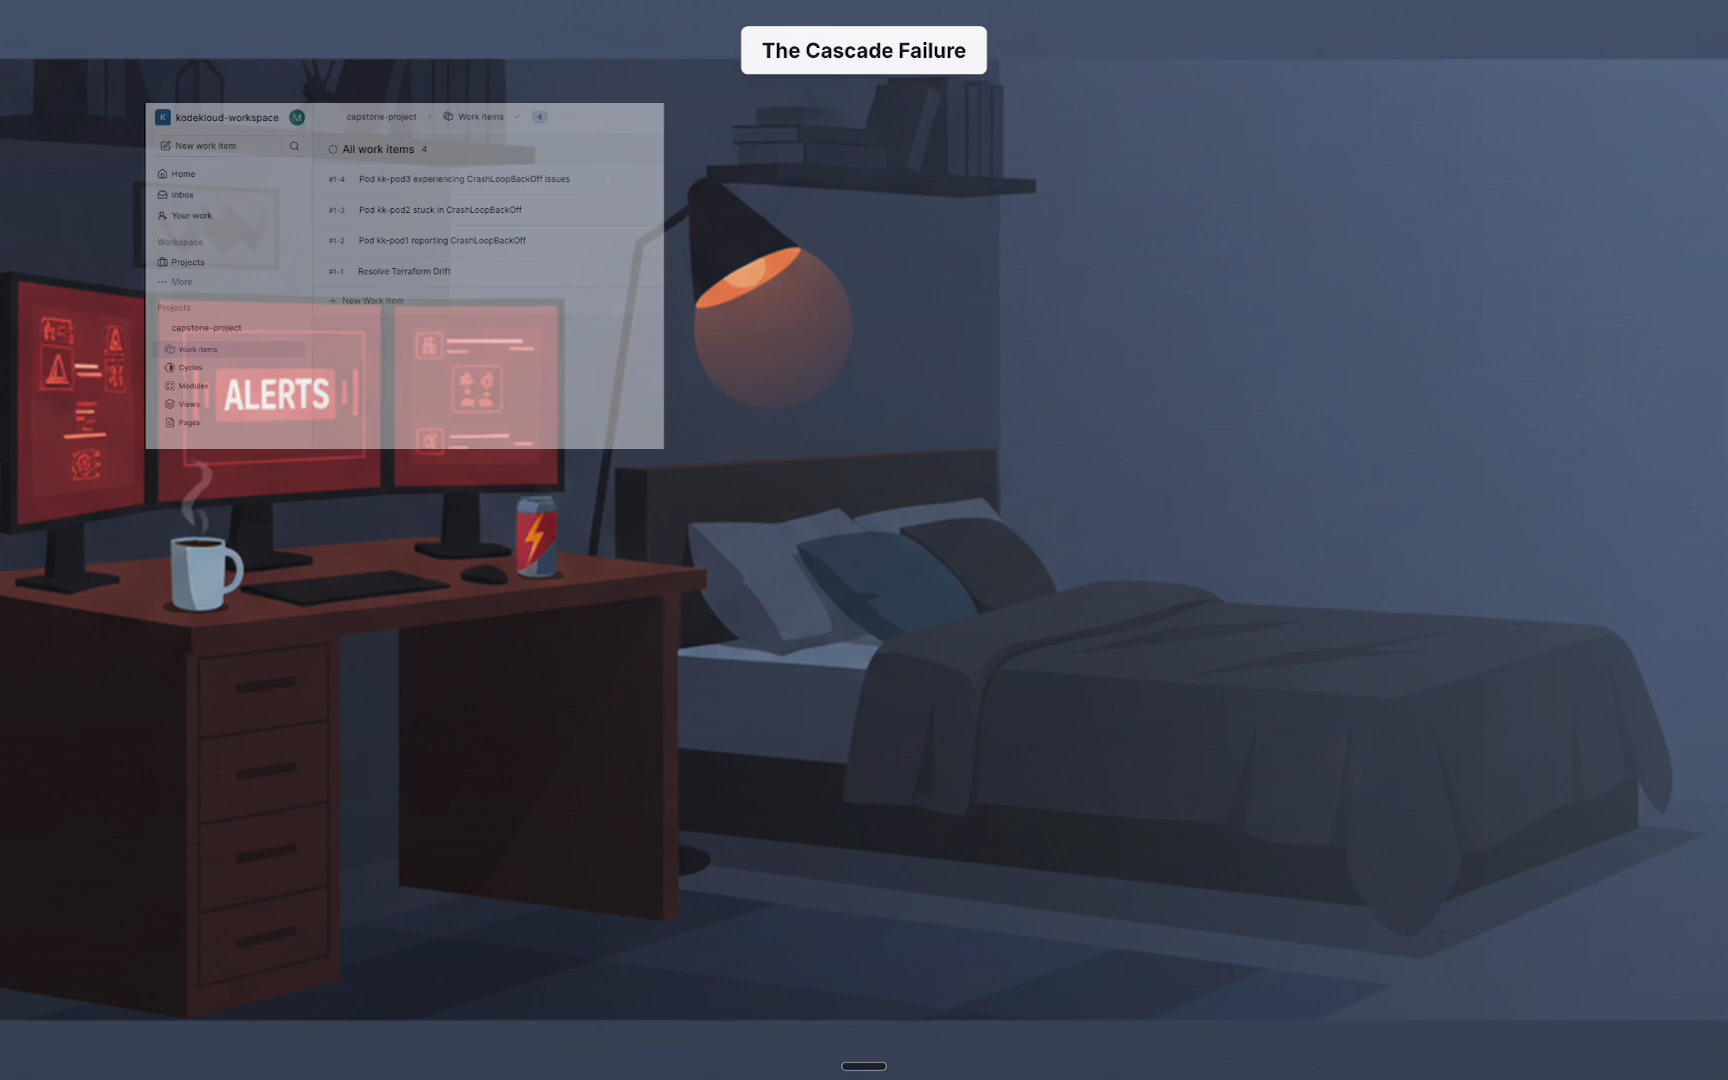 The Cascade Failure
K kodekloud-workspace M
New work item
Home
Inbox
Your work
Workspace
Projects
More
Projects
capstone-project
Work items
Cycles
Modules
Views
Pages
capstone-project › Work items 4
All work items 4
#1-4 Pod kk-pod3 experiencing CrashLoopBackOff issues
#1-3 Pod kk-pod2 stuck in CrashLoopBackOff
#1-2 Pod kk-pod1 reporting CrashLoopBackOff
#1-1 Resolve Terraform Drift
+ New Work item
ALERTS